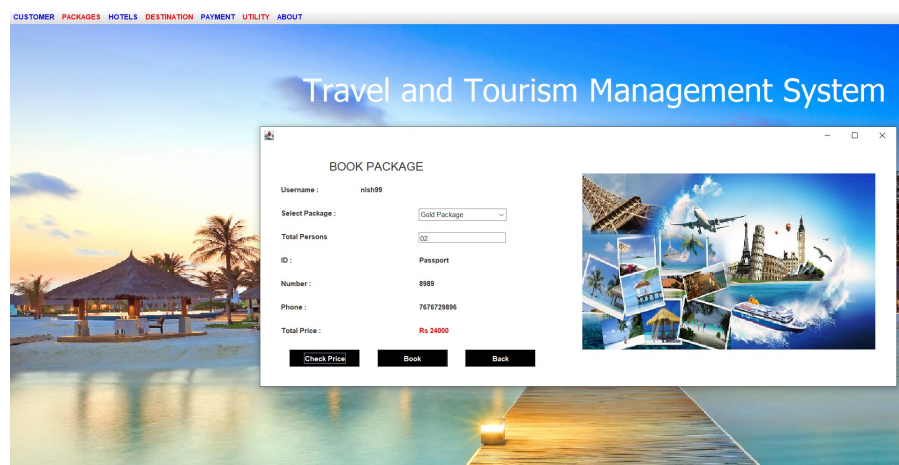 CUSTOMER PACKAGES HOTELS DESTINATION PAYMENT UTILITY ABOUT
Travel and Tourism Management System
BOOK PACKAGE
Username : nish99
Select Package : Gold Package
Total Persons 02
ID : Passport
Number : 8989
Phone : 7676729896
Total Price : Rs 24000
Check Price Book Back